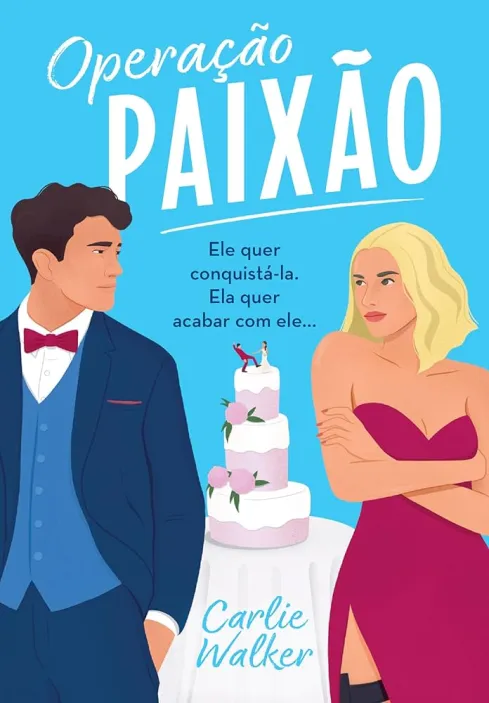 Operação
PAIXÃO
Ele quer
conquistá-la.
Ela quer
acabar com ele...
Carlie
Walker